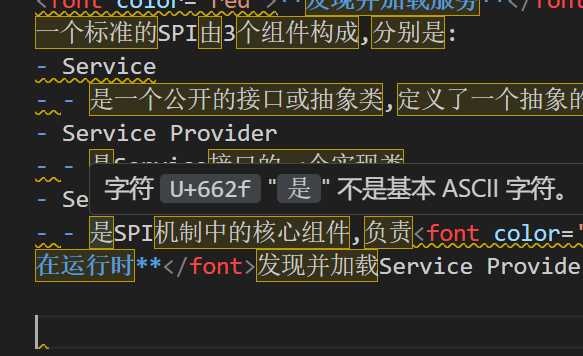 <font color="red">**发现并加载服务**</font>
一个标准的SPI由3个组件构成,分别是:
- Service
- - 是一个公开的接口或抽象类,定义了一个抽象的
- Service Provider
- - 是Service接口的一个实现类
- Se
字符 U+662f "是" 不是基本 ASCII 字符。
- - 是SPI机制中的核心组件,负责<font color="
在运行时**</font>发现并加载Service Provide